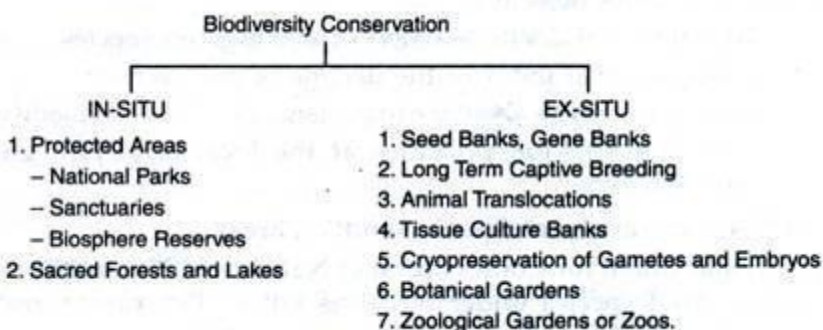 Biodiversity Conservation
IN-SITU
1. Protected Areas
– National Parks
– Sanctuaries
– Biosphere Reserves
2. Sacred Forests and Lakes
EX-SITU
1. Seed Banks, Gene Banks
2. Long Term Captive Breeding
3. Animal Translocations
4. Tissue Culture Banks
5. Cryopreservation of Gametes and Embryos
6. Botanical Gardens
7. Zoological Gardens or Zoos.